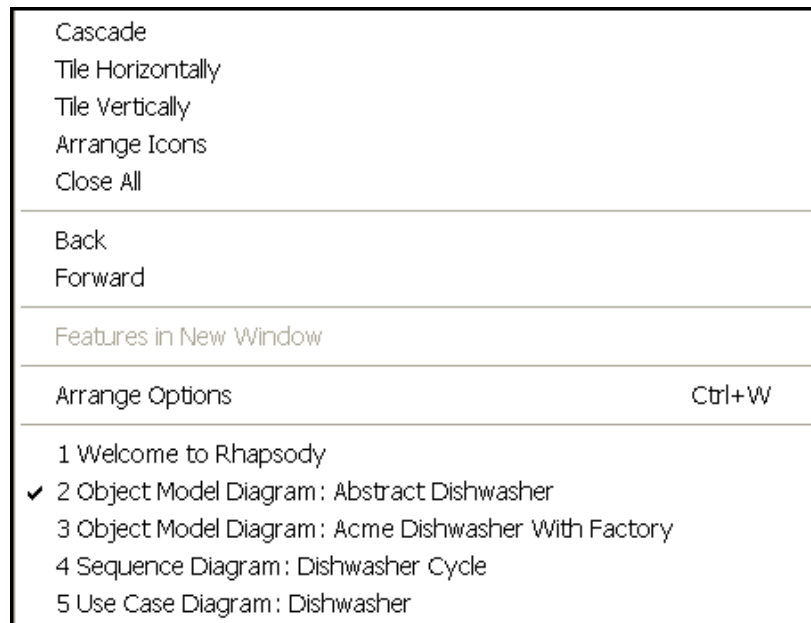 Cascade
Tile Horizontally
Tile Vertically
Arrange Icons
Close All
Back
Forward
Features in New Window
Arrange Options Ctrl+W
1 Welcome to Rhapsody
2 Object Model Diagram: Abstract Dishwasher
3 Object Model Diagram: Acme Dishwasher With Factory
4 Sequence Diagram: Dishwasher Cycle
5 Use Case Diagram: Dishwasher